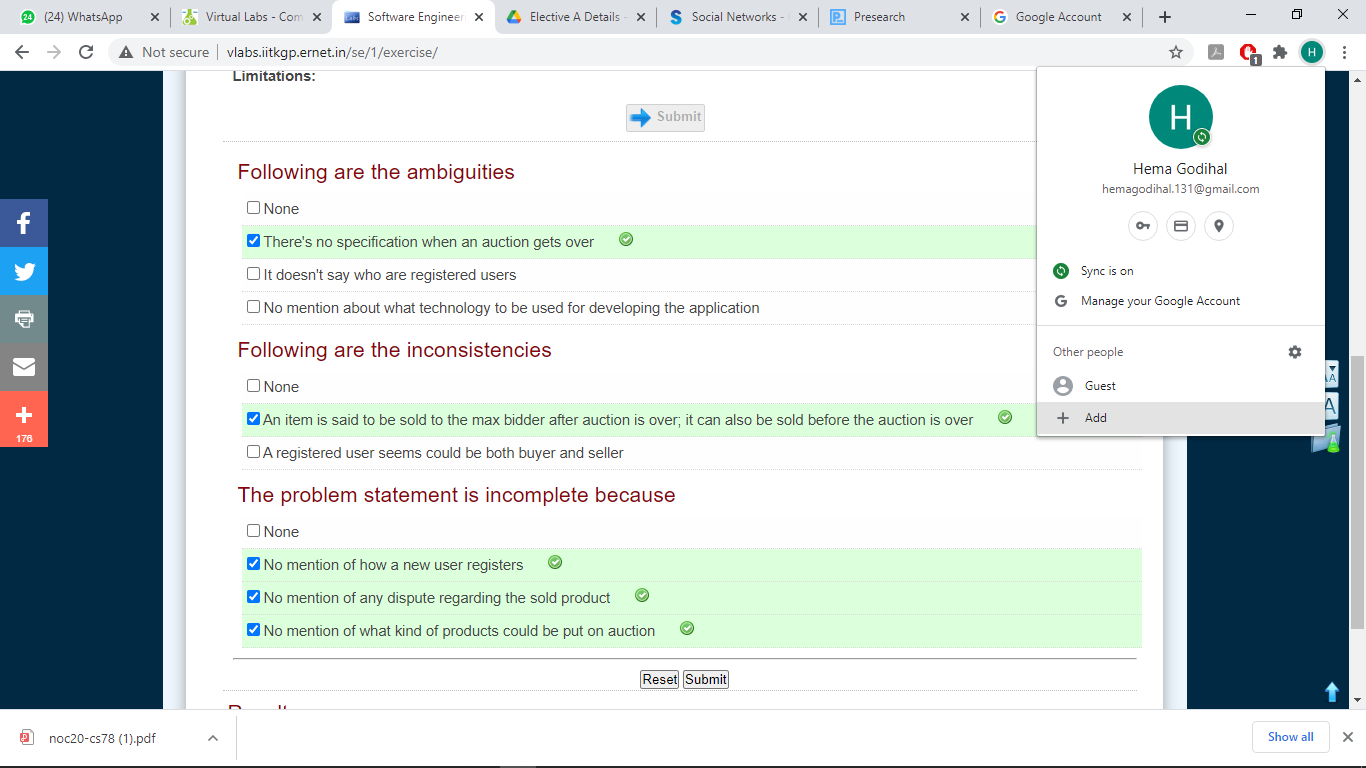 (24) WhatsApp
Virtual Labs - Com
Software Engineer
Elective A Details -
Social Networks -
Presearch
Google Account
24
Not secure
vlabs.iitkgp.ernet.in/se/1/exercise/
1
H
Limitations:
Submit
H
Hema Godihal
hemagodihal.131@gmail.com
Sync is on
Manage your Google Account
Other people
Guest
Add
Following are the ambiguities
None
There's no specification when an auction gets over
It doesn't say who are registered users
No mention about what technology to be used for developing the application
Following are the inconsistencies
None
An item is said to be sold to the max bidder after auction is over; it can also be sold before the auction is over
A registered user seems could be both buyer and seller
The problem statement is incomplete because
None
No mention of how a new user registers
No mention of any dispute regarding the sold product
No mention of what kind of products could be put on auction
Reset Submit
176
noc20-cs78 (1).pdf
Show all